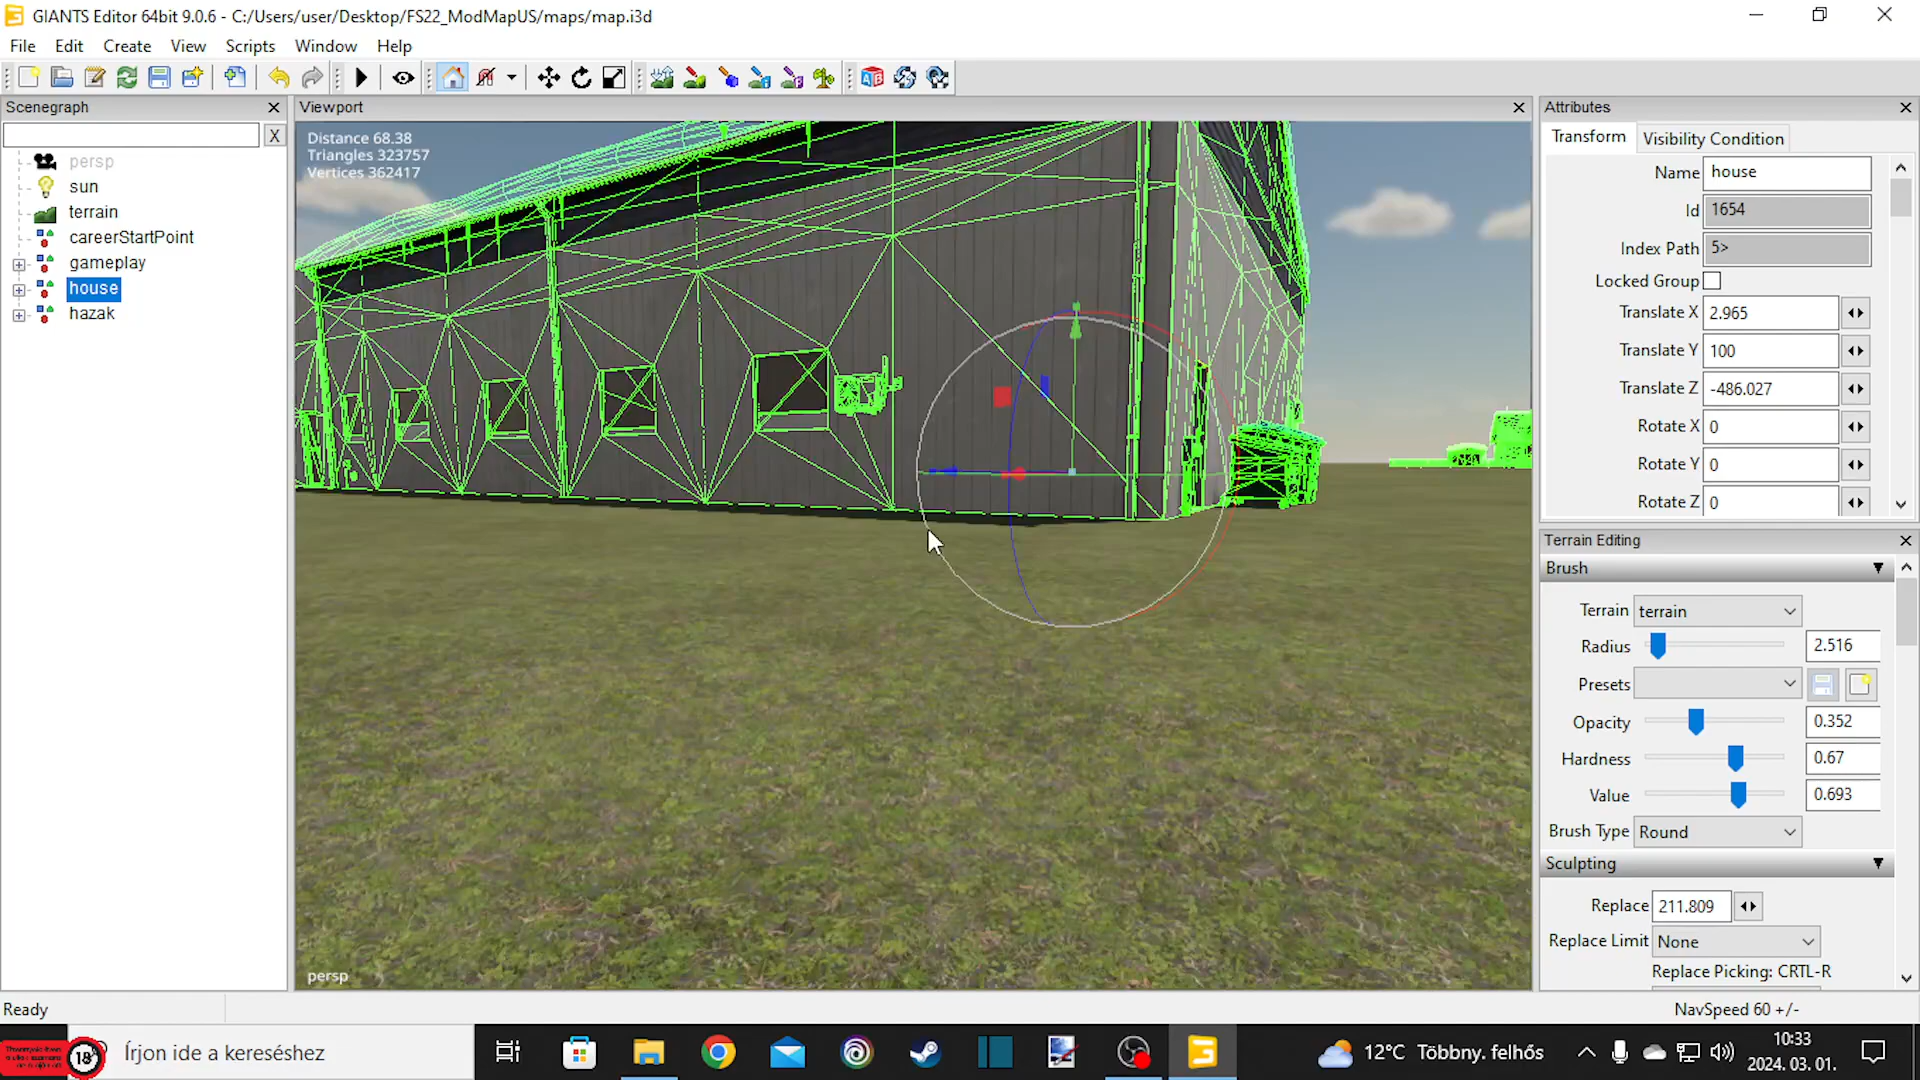 GIANTS Editor 64bit 9.0.6 - C:/Users/user/Desktop/FS22_ModMapUS/maps/map.i3d
File Edit Create View Scripts Window Help
Scenegraph
X
persp
sun
terrain
careerStartPoint
gameplay
house
hazak
Viewport
Distance 68.38
Triangles 323757
Vertices 362417
persp
Attributes
Transform Visibility Condition
Name house
Id 1654
Index Path 5>
Locked Group
Translate X 2.965
Translate Y 100
Translate Z -486.027
Rotate X 0
Rotate Y 0
Rotate Z 0
Terrain Editing
Brush
Terrain terrain
Radius 2.516
Presets
Opacity 0.352
Hardness 0.67
Value 0.693
Brush Type Round
Sculpting
Replace 211.809
Replace Limit None
Replace Picking: CRTL-R
Ready
NavSpeed 60 +/-
18
Írjon ide a kereséshez
12°C Többny. felhős
10:33
2024. 03. 01.